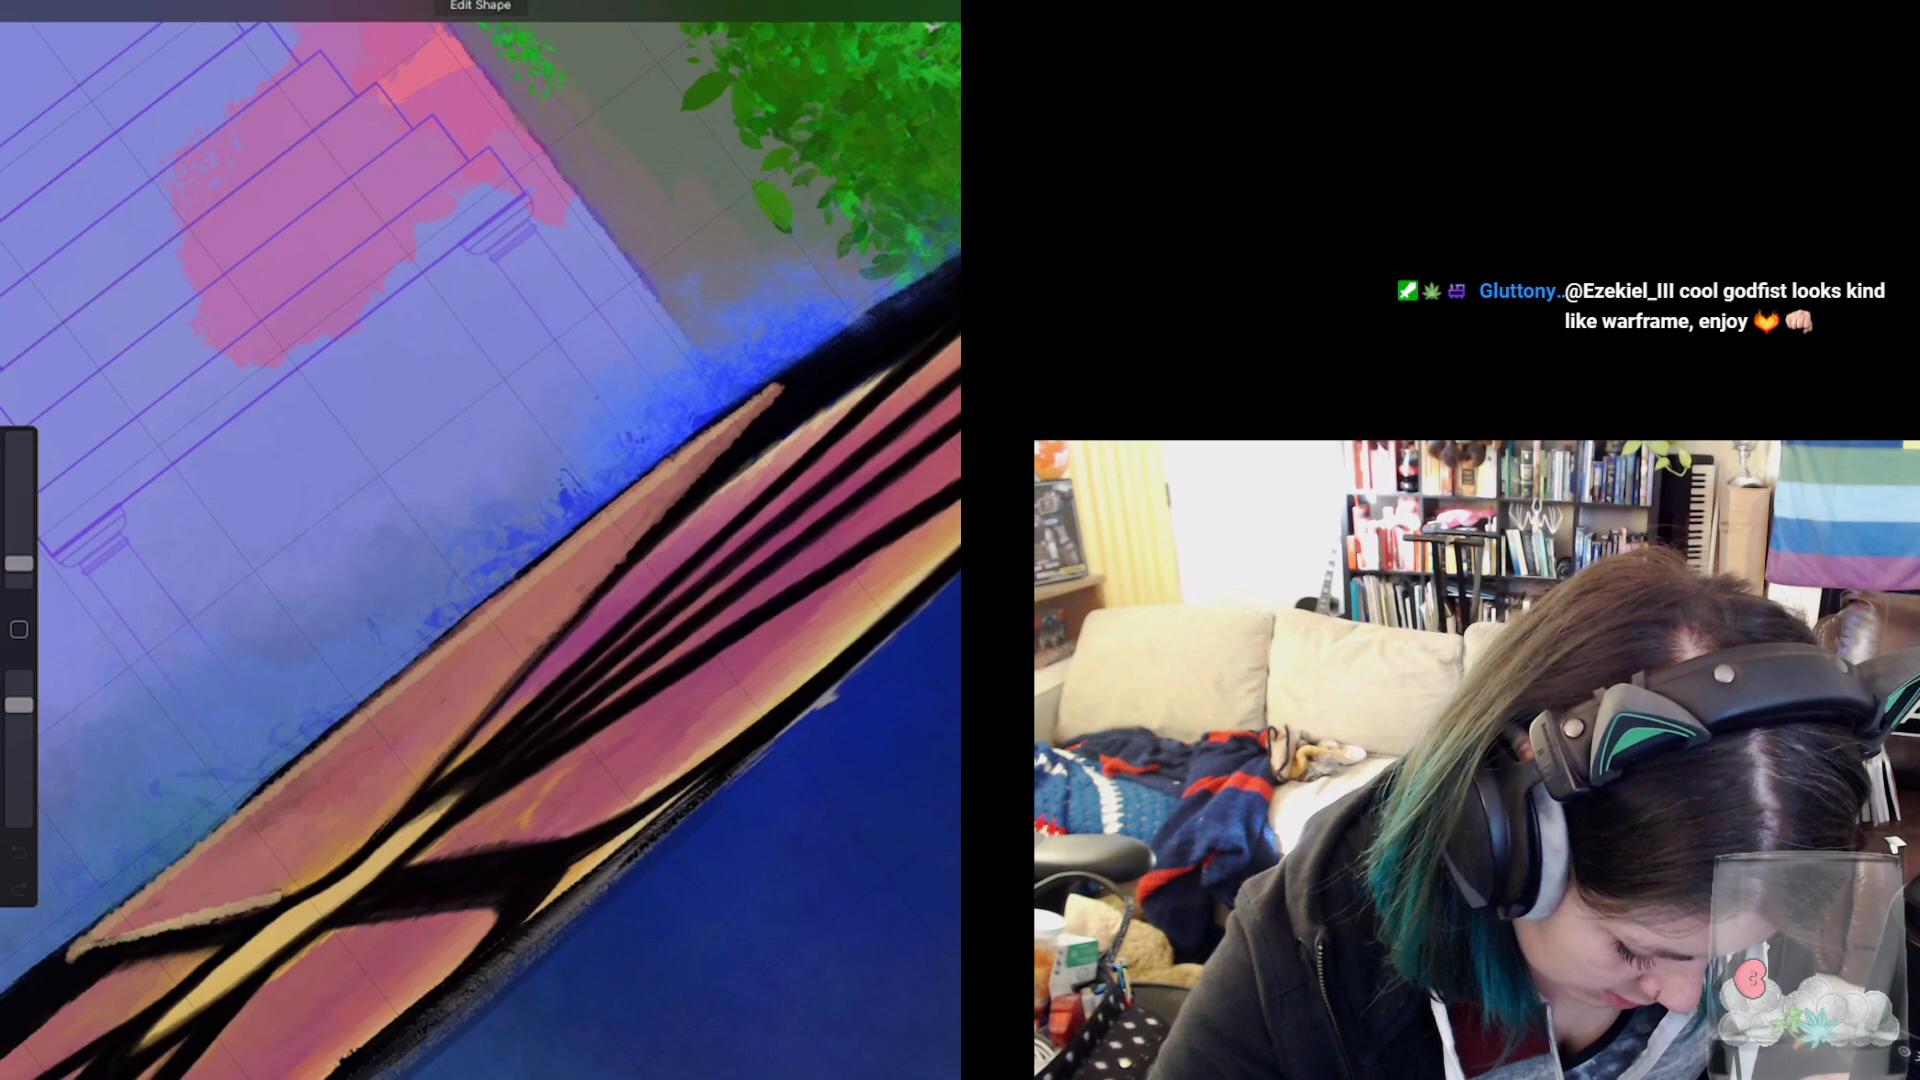 Edit Shape
Gluttony.. @Ezekiel_III cool godfist looks kind
like warframe, enjoy